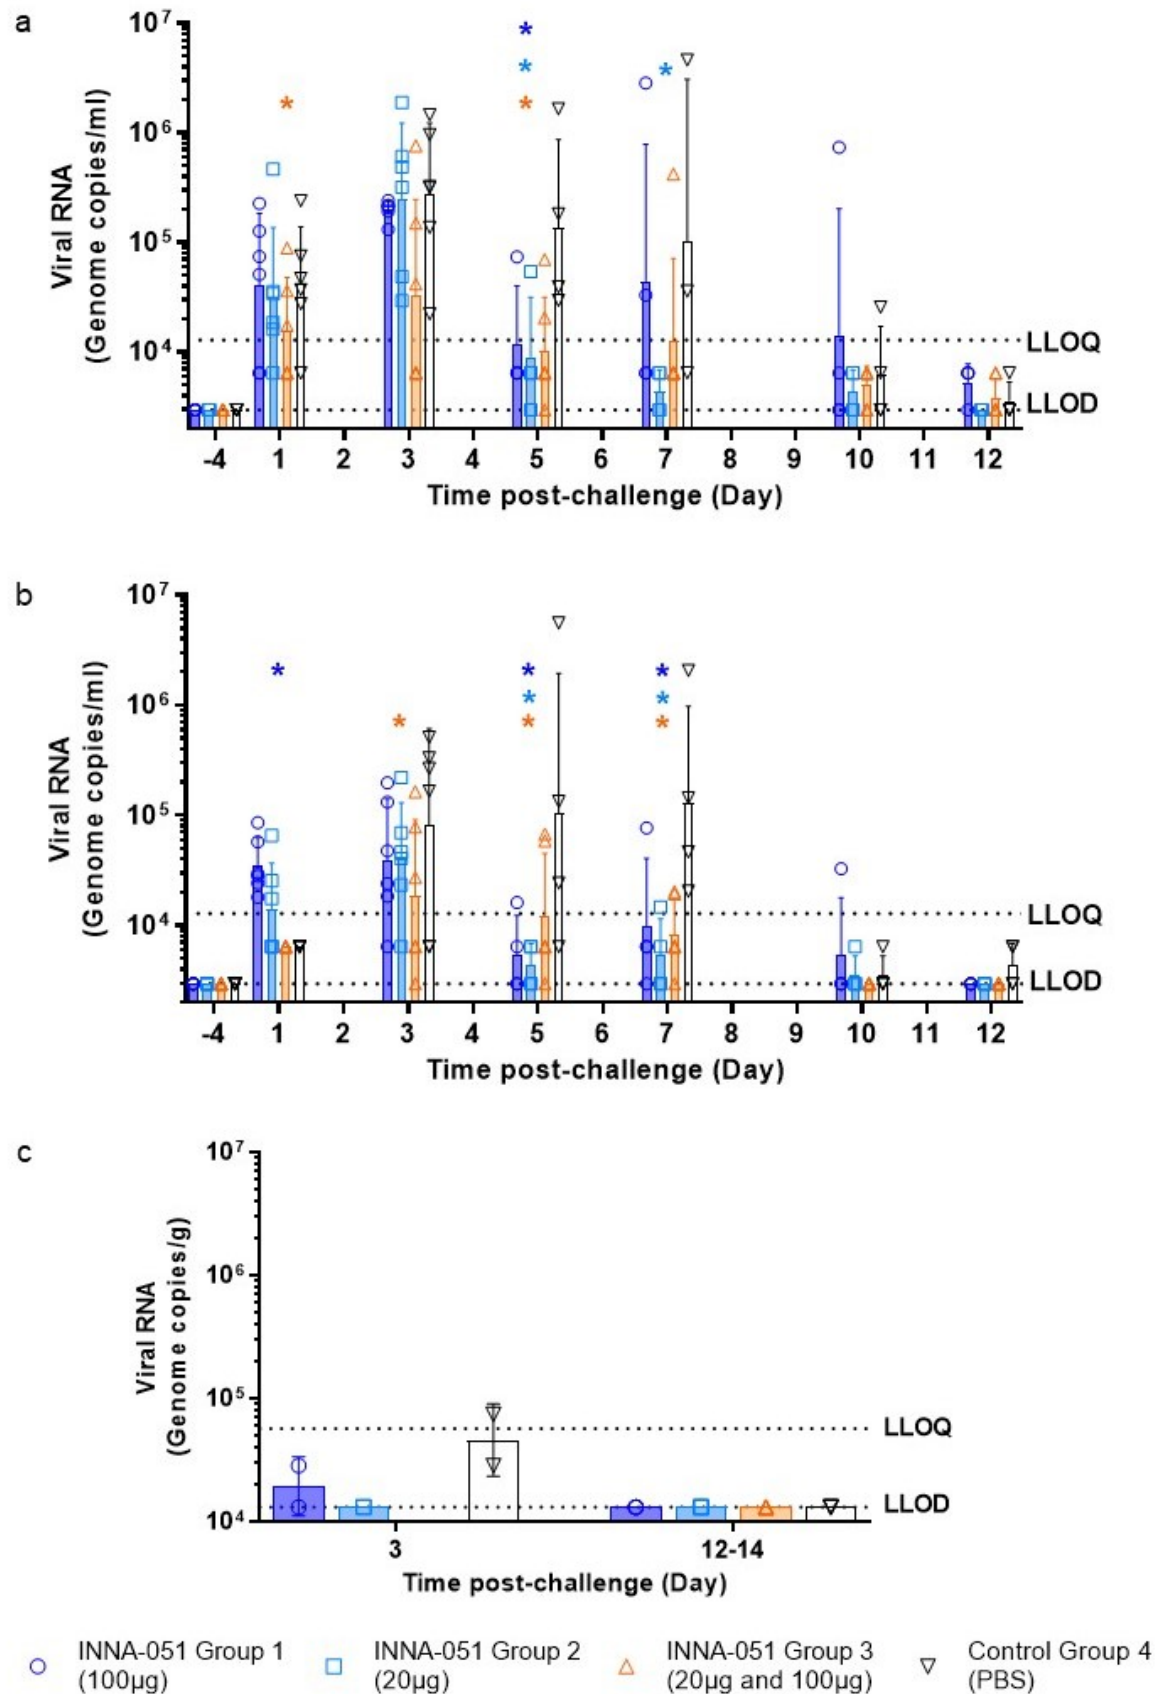 a
10⁷
10⁶
10⁵
10⁴
Viral RNA
(Genome copies/ml)
*
*
*
*
*
LLOQ
LLOD
-4 1 2 3 4 5 6 7 8 9 10 11 12
Time post-challenge (Day)
b
10⁷
10⁶
10⁵
10⁴
Viral RNA
(Genome copies/ml)
*
*
*
*
*
*
*
*
LLOQ
LLOD
-4 1 2 3 4 5 6 7 8 9 10 11 12
Time post-challenge (Day)
c
10⁷
10⁶
10⁵
10⁴
Viral RNA
(Genome copies/g)
LLOQ
LLOD
3 12-14
Time post-challenge (Day)
INNA-051 Group 1
(100µg)
INNA-051 Group 2
(20µg)
INNA-051 Group 3
(20µg and 100µg)
Control Group 4
(PBS)